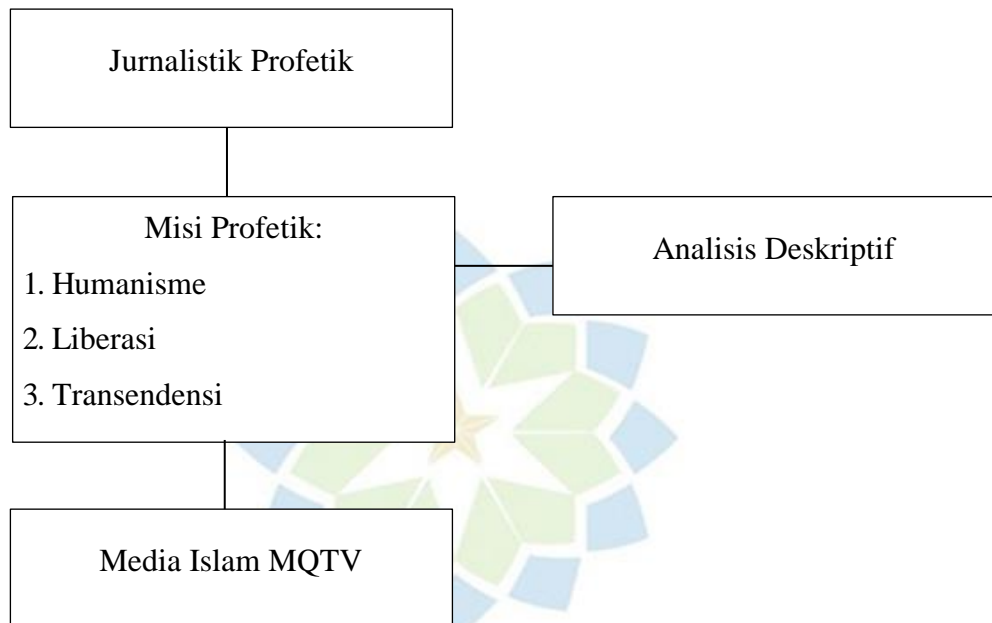 Jurnalistik Profetik
Misi Profetik:
1. Humanisme
2. Liberasi
3. Transendensi
Analisis Deskriptif
Media Islam MQTV